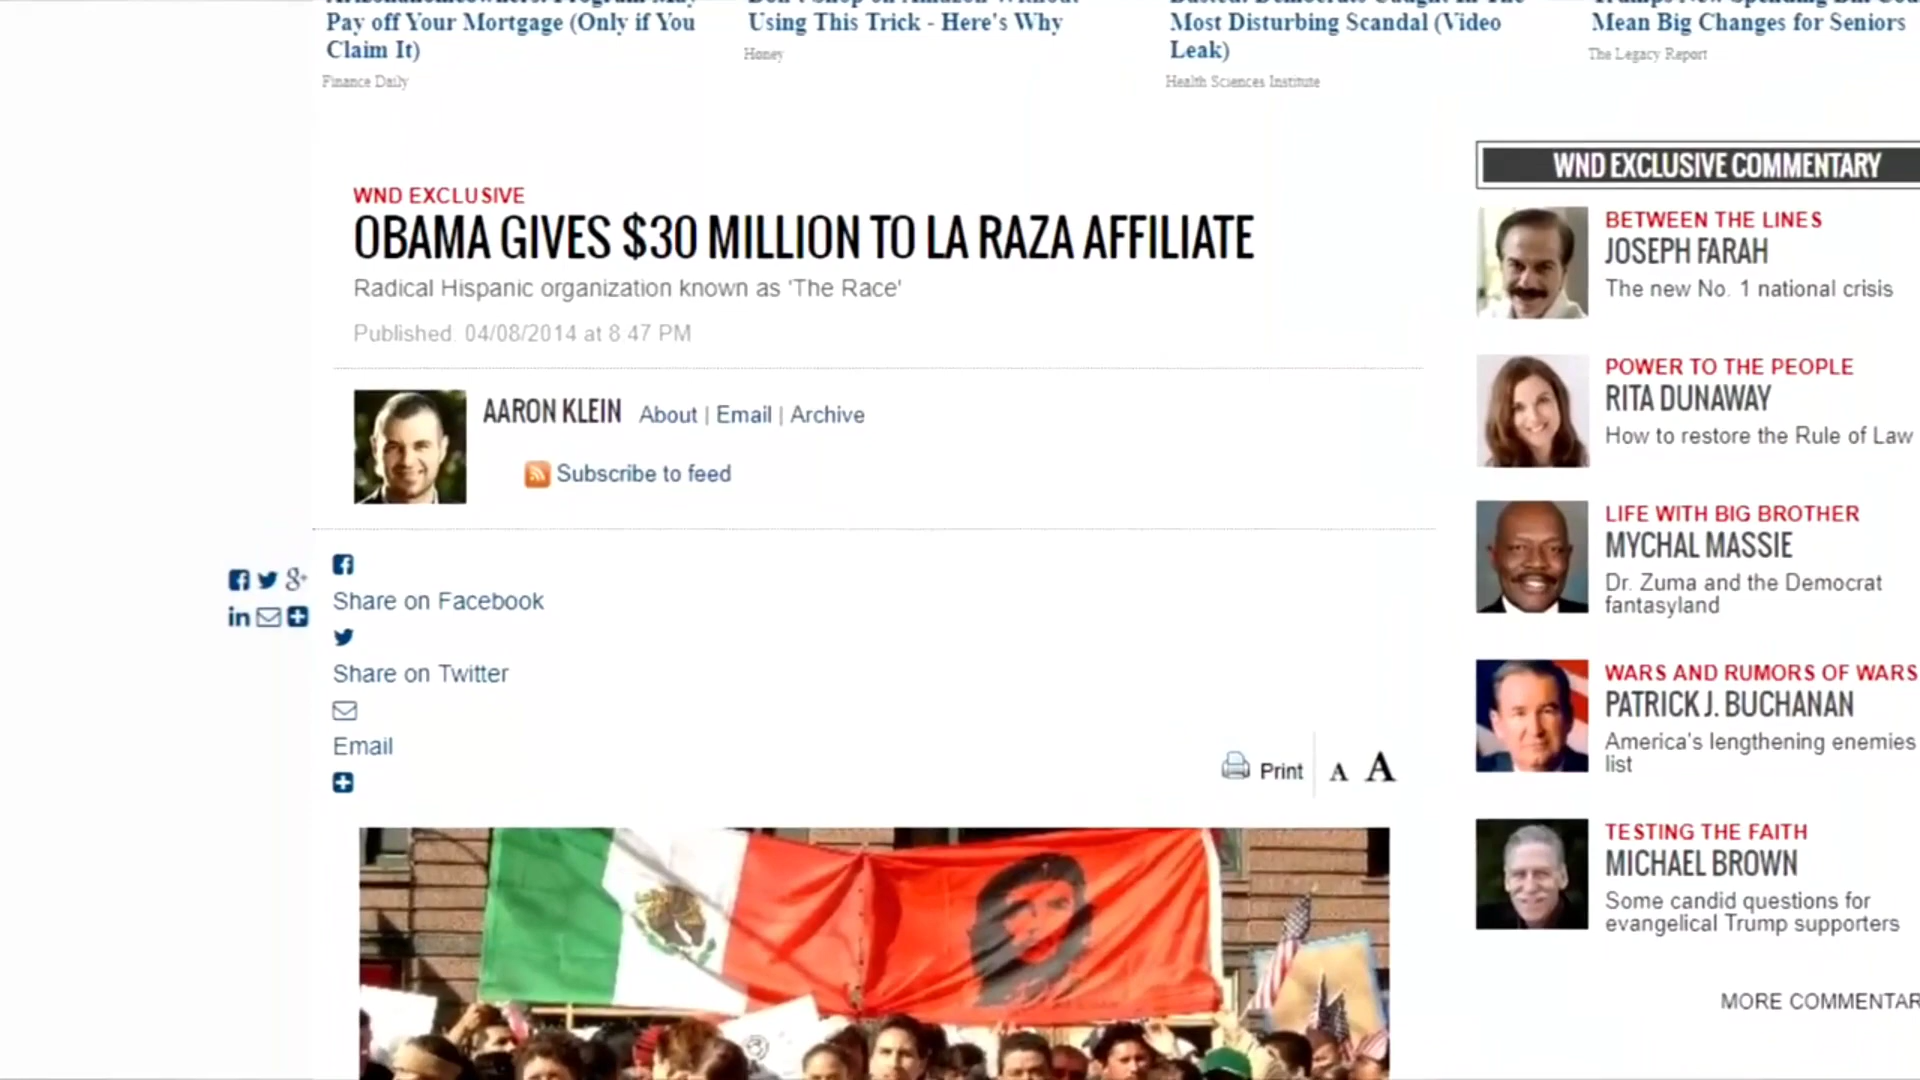 Pay off Your Mortgage (Only if You
Claim It)
Finance Daily
Using This Trick - Here's Why
Honey
Most Disturbing Scandal (Video
Leak)
Health Sciences Institute
Mean Big Changes for Seniors
The Legacy Report
WND EXCLUSIVE
OBAMA GIVES $30 MILLION TO LA RAZA AFFILIATE
Radical Hispanic organization known as 'The Race'
Published: 04/08/2014 at 8:47 PM
AARON KLEIN About | Email | Archive
Subscribe to feed
Share on Facebook
Share on Twitter
Email
Print A A
WND EXCLUSIVE COMMENTARY
BETWEEN THE LINES
JOSEPH FARAH
The new No. 1 national crisis
POWER TO THE PEOPLE
RITA DUNAWAY
How to restore the Rule of Law
LIFE WITH BIG BROTHER
MYCHAL MASSIE
Dr. Zuma and the Democrat
fantasyland
WARS AND RUMORS OF WARS
PATRICK J. BUCHANAN
America's lengthening enemies
list
TESTING THE FAITH
MICHAEL BROWN
Some candid questions for
evangelical Trump supporters
MORE COMMENTAR